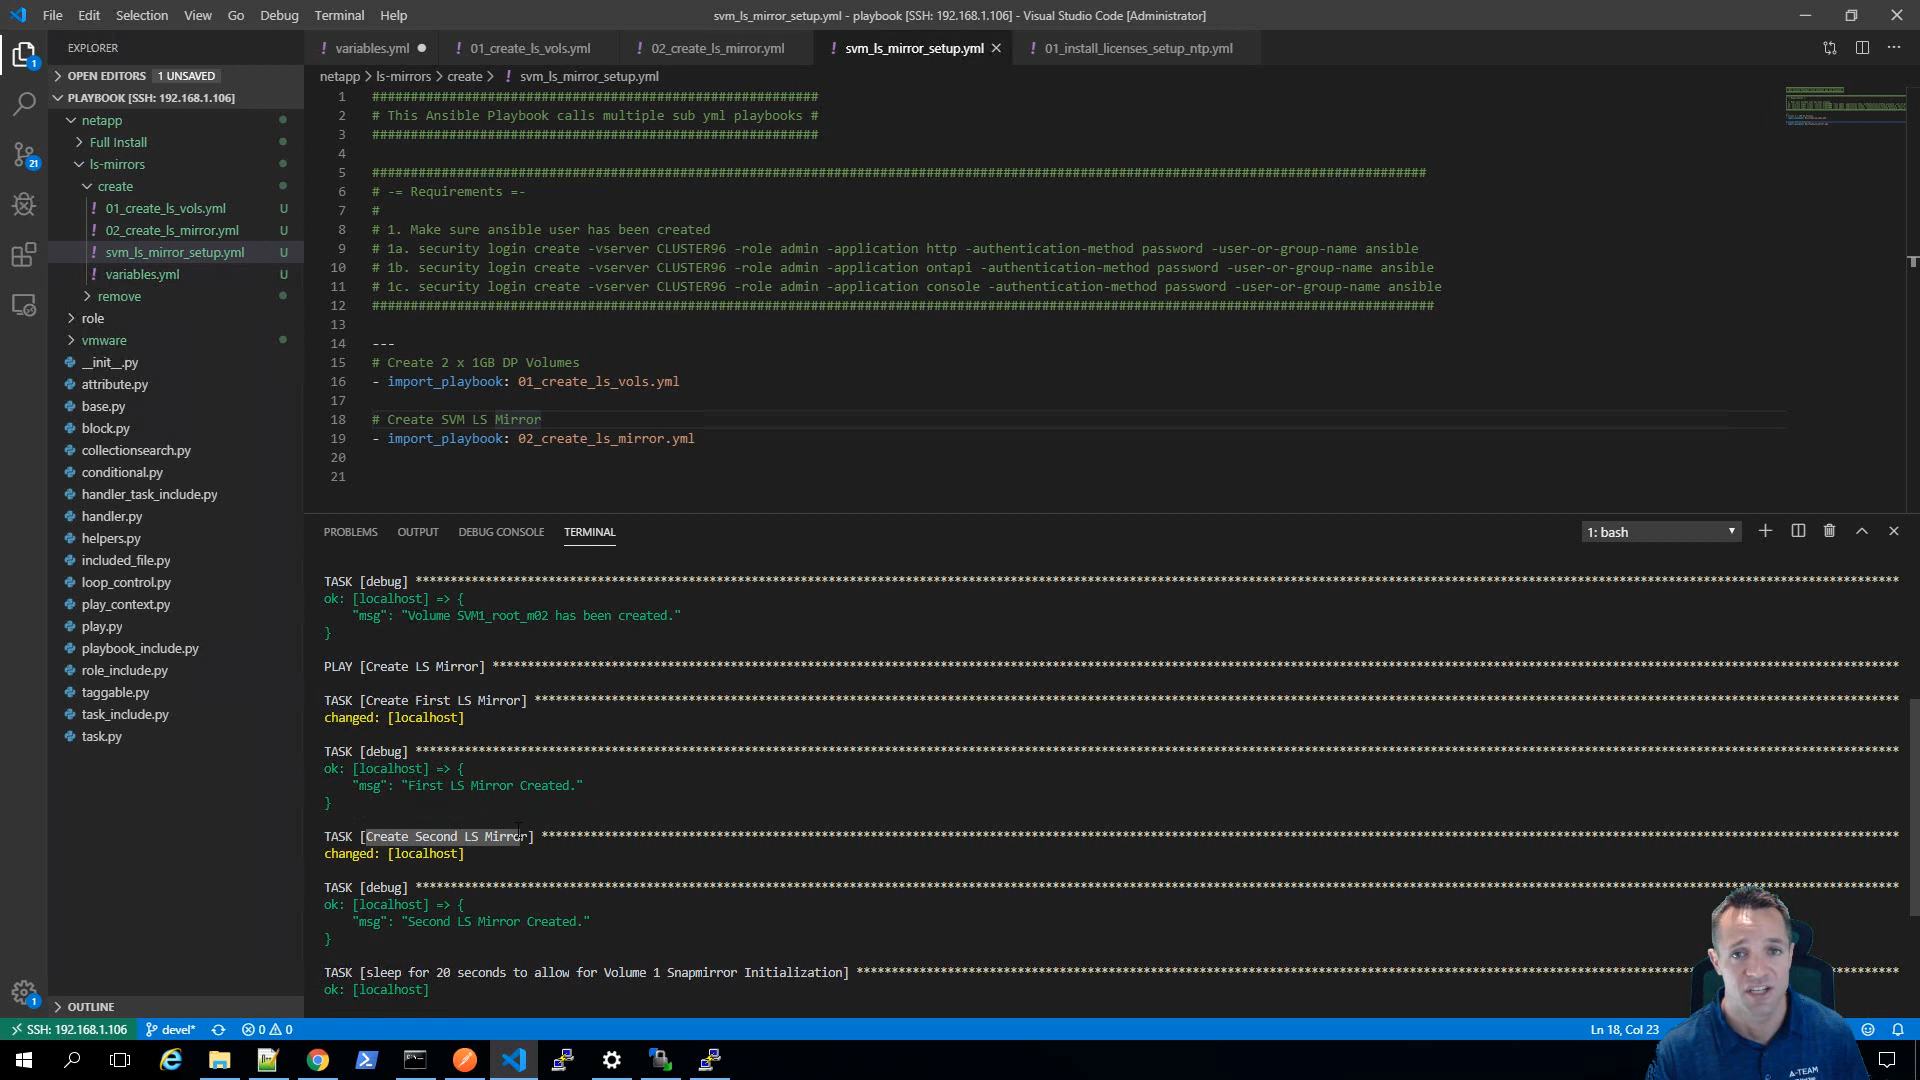 File Edit Selection View Go Debug Terminal Help
svm_ls_mirror_setup.yml - playbook [SSH: 192.168.1.106] - Visual Studio Code [Administrator]
EXPLORER
! variables.yml
! 01_create_ls_vols.yml
! 02_create_ls_mirror.yml
! svm_ls_mirror_setup.yml
! 01_install_licenses_setup_ntp.yml
1
21
OPEN EDITORS 1 UNSAVED
PLAYBOOK [SSH: 192.168.1.106]
netapp
Full Install
ls-mirrors
create
! 01_create_ls_vols.yml U
! 02_create_ls_mirror.yml U
! svm_ls_mirror_setup.yml U
! variables.yml U
remove
role
vmware
__init__.py
attribute.py
base.py
block.py
collectionsearch.py
conditional.py
handler_task_include.py
handler.py
helpers.py
included_file.py
loop_control.py
play_context.py
play.py
playbook_include.py
role_include.py
taggable.py
task_include.py
task.py
OUTLINE
1
netapp > ls-mirrors > create > ! svm_ls_mirror_setup.yml
1 ##########################################################
2 # This Ansible Playbook calls multiple sub yml playbooks #
3 ##########################################################
4
5 #########################################################################################################################################
6 # -= Requirements =-
7 #
8 # 1. Make sure ansible user has been created
9 # 1a. security login create -vserver CLUSTER96 -role admin -application http -authentication-method password -user-or-group-name ansible
10 # 1b. security login create -vserver CLUSTER96 -role admin -application ontapi -authentication-method password -user-or-group-name ansible
11 # 1c. security login create -vserver CLUSTER96 -role admin -application console -authentication-method password -user-or-group-name ansible
12 ##########################################################################################################################################
13
14 ---
15 # Create 2 x 1GB DP Volumes
16 - import_playbook: 01_create_ls_vols.yml
17
18 # Create SVM LS Mirror
19 - import_playbook: 02_create_ls_mirror.yml
20
21
PROBLEMS OUTPUT DEBUG CONSOLE TERMINAL
1: bash
TASK [debug] ****************************************************************
ok: [localhost] => {
"msg": "Volume SVM1_root_m02 has been created."
}
PLAY [Create LS Mirror] ****************************************************************
TASK [Create First LS Mirror] ****************************************************************
changed: [localhost]
TASK [debug] ****************************************************************
ok: [localhost] => {
"msg": "First LS Mirror Created."
}
TASK [Create Second LS Mirror] ****************************************************************
changed: [localhost]
TASK [debug] ****************************************************************
ok: [localhost] => {
"msg": "Second LS Mirror Created."
}
TASK [sleep for 20 seconds to allow for Volume 1 Snapmirror Initialization] ****************************************************************
ok: [localhost]
SSH: 192.168.1.106 devel* 0 0 Ln 18, Col 23
A-TEAM